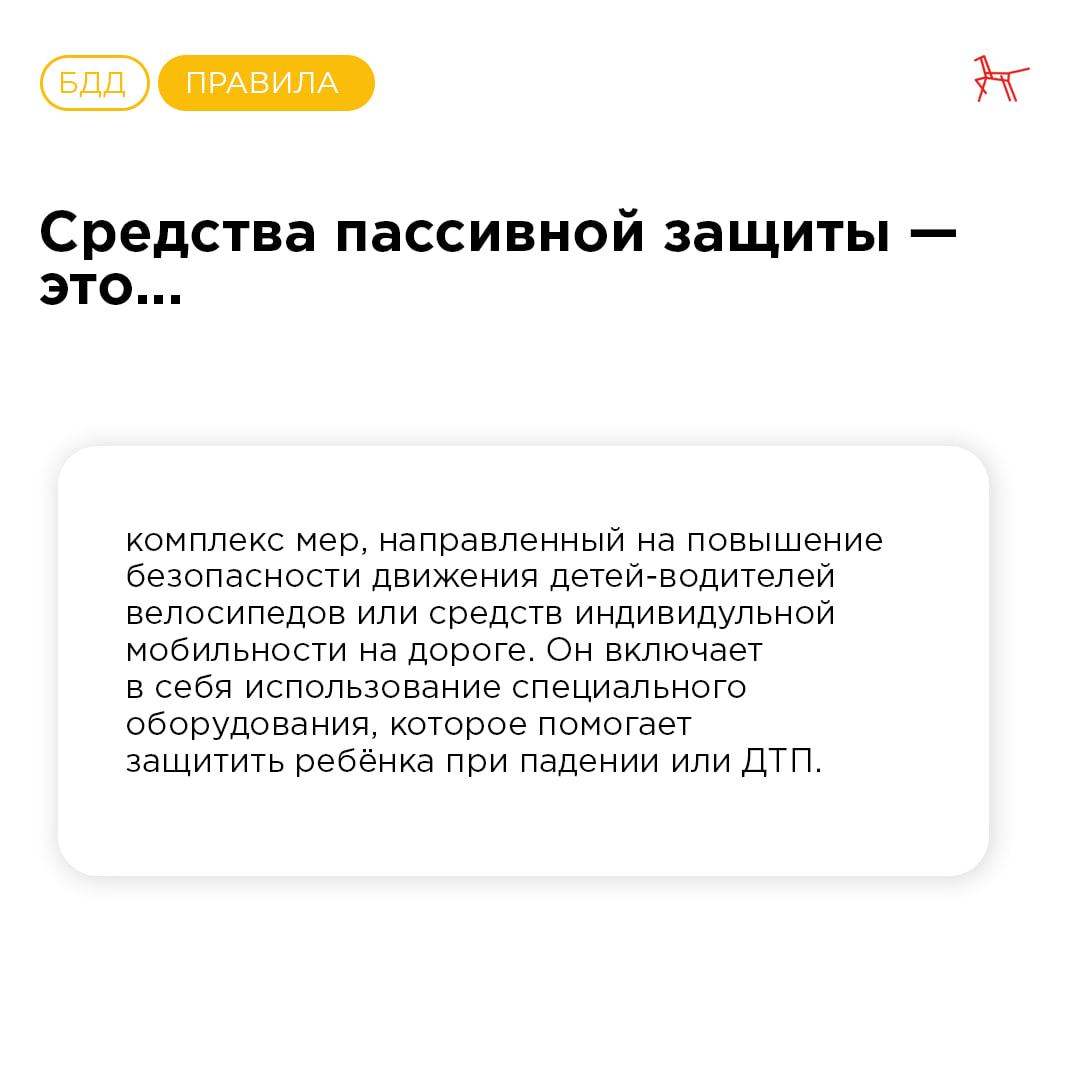 БДД
ПРАВИЛА
Средства пассивной защиты —
это...
комплекс мер, направленный на повышение
безопасности движения детей-водителей
велосипедов или средств индивидульной
мобильности на дороге. Он включает
в себя использование специального
оборудования, которое помогает
защитить ребёнка при падении или ДТП.